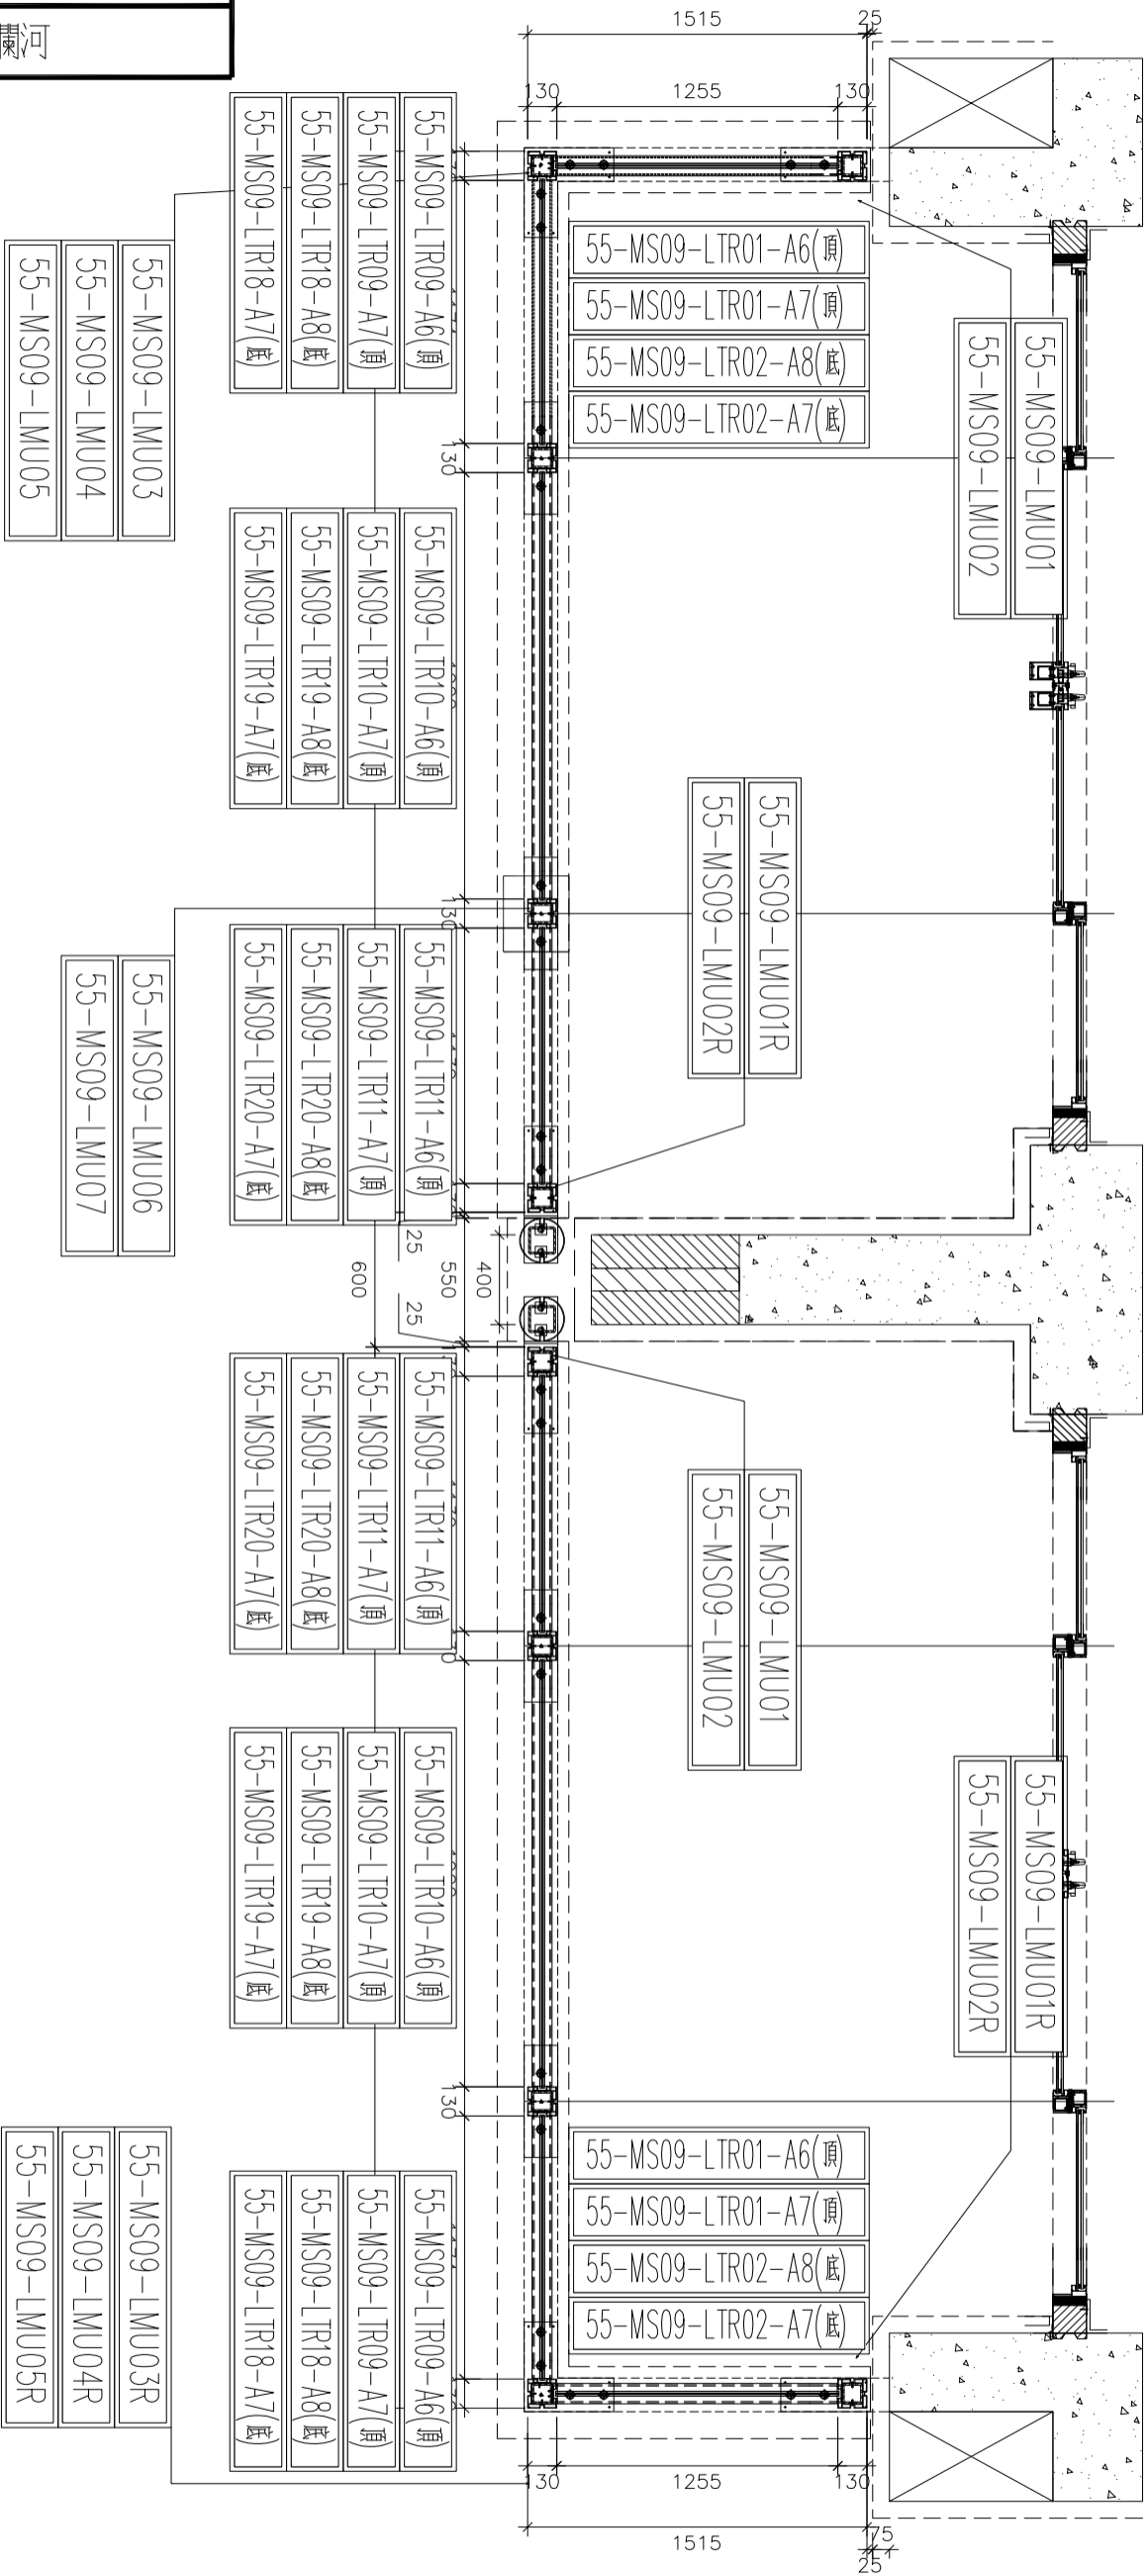 1515
25
130
1255
130
欄河
55-MS09-LTR09-A6(頂)
55-MS09-LTR09-A7(頂)
55-MS09-LTR18-A8(底)
55-MS09-LTR18-A7(底)
55-MS09-LTR01-A6(頂)
55-MS09-LTR01-A7(頂)
55-MS09-LTR02-A8(底)
55-MS09-LTR02-A7(底)
55-MS09-LMU01
55-MS09-LMU02
55-MS09-LMU03
55-MS09-LMU04
55-MS09-LMU05
130
55-MS09-LTR10-A6(頂)
55-MS09-LTR10-A7(頂)
55-MS09-LTR19-A8(底)
55-MS09-LTR19-A7(底)
55-MS09-LMU01R
55-MS09-LMU02R
130
55-MS09-LTR11-A6(頂)
55-MS09-LTR11-A7(頂)
55-MS09-LTR20-A8(底)
55-MS09-LTR20-A7(底)
55-MS09-LMU06
55-MS09-LMU07
25
550
400
600
25
55-MS09-LTR11-A6(頂)
55-MS09-LTR11-A7(頂)
55-MS09-LTR20-A8(底)
55-MS09-LTR20-A7(底)
55-MS09-LMU01
55-MS09-LMU02
55-MS09-LTR10-A6(頂)
55-MS09-LTR10-A7(頂)
55-MS09-LTR19-A8(底)
55-MS09-LTR19-A7(底)
55-MS09-LMU01R
55-MS09-LMU02R
130
55-MS09-LTR01-A6(頂)
55-MS09-LTR01-A7(頂)
55-MS09-LTR02-A8(底)
55-MS09-LTR02-A7(底)
55-MS09-LTR09-A6(頂)
55-MS09-LTR09-A7(頂)
55-MS09-LTR18-A8(底)
55-MS09-LTR18-A7(底)
55-MS09-LMU03R
55-MS09-LMU04R
55-MS09-LMU05R
130
1255
130
1515
75
25